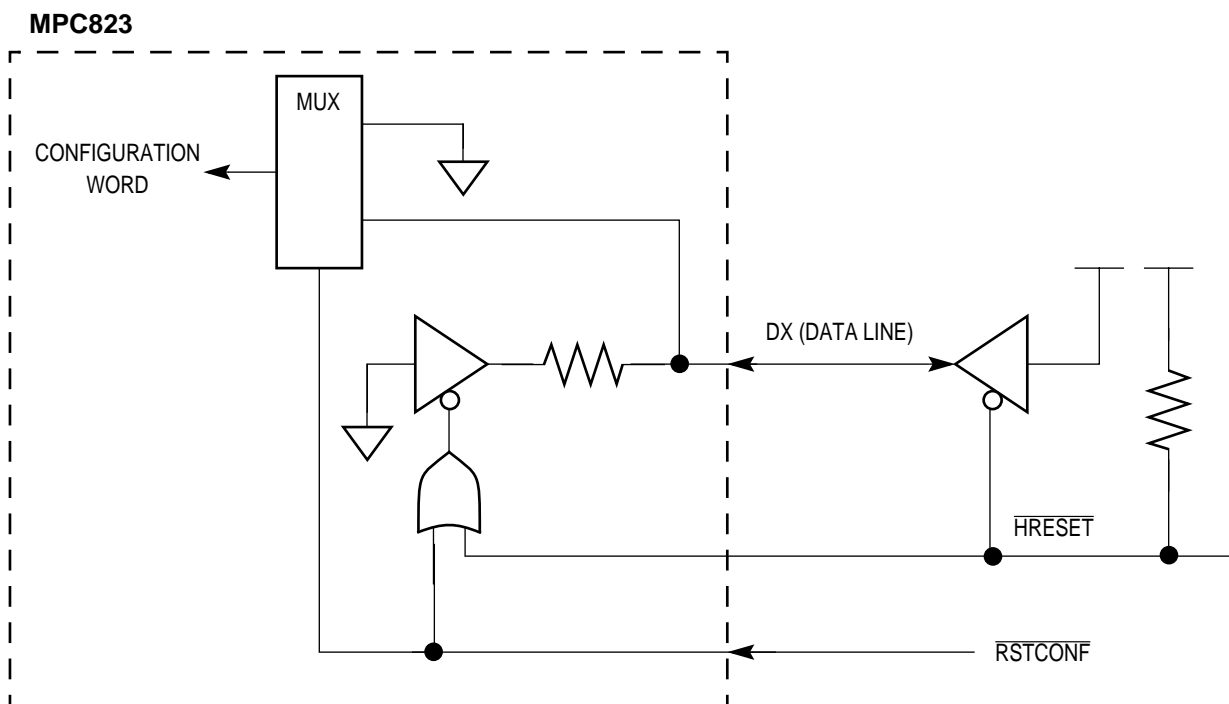 MPC823
MUX
CONFIGURATION
WORD
DX (DATA LINE)
HRESET
RSTCONF